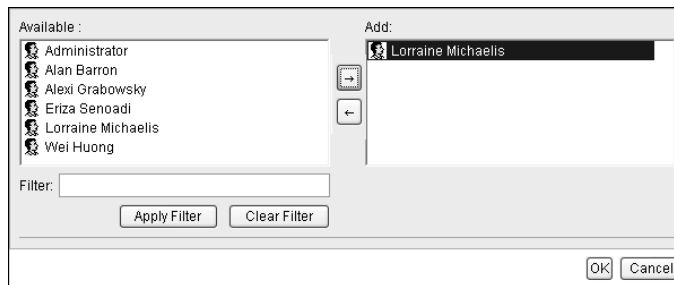 Available :
Administrator
Alan Barron
Alexi Grabowsky
Eriza Senoadi
Lorraine Michaelis
Wei Huong
Add:
Lorraine Michaelis
Filter:
Apply Filter
Clear Filter
OK
Cancel